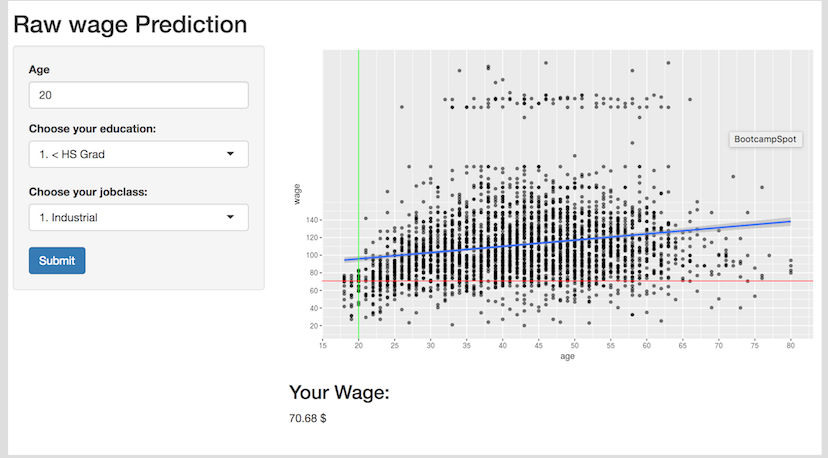 Raw wage Prediction
Age
20
Choose your education:
1. < HS Grad
Choose your jobclass:
1. Industrial
Submit
BootcampSpot
wage
140
120
100
80
60
40
20
15 20 25 30 35 40 45 50 55 60 65 70 75 80
age
Your Wage:
70.68 $